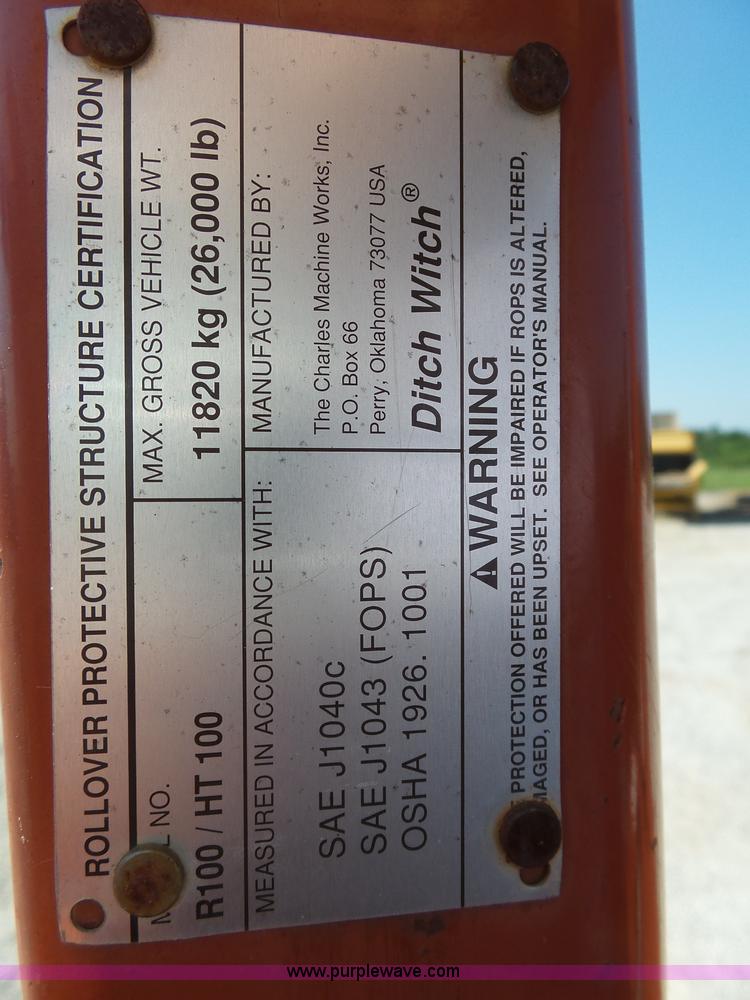 ROLLOVER PROTECTIVE STRUCTURE CERTIFICATION
NO.
R100 / HT 100
MAX. GROSS VEHICLE WT.
11820 kg (26,000 lb)
MEASURED IN ACCORDANCE WITH:
SAE J1040c
SAE J1043 (FOPS)
OSHA 1926. 1001
MANUFACTURED BY:
The Charles Machine Works, Inc.
P.O. Box 66
Perry, Oklahoma 73077 USA
Ditch Witch®
⚠ WARNING
PROTECTION OFFERED WILL BE IMPAIRED IF ROPS IS ALTERED,
OR HAS BEEN UPSET. SEE OPERATOR'S MANUAL.
www.purplewave.com